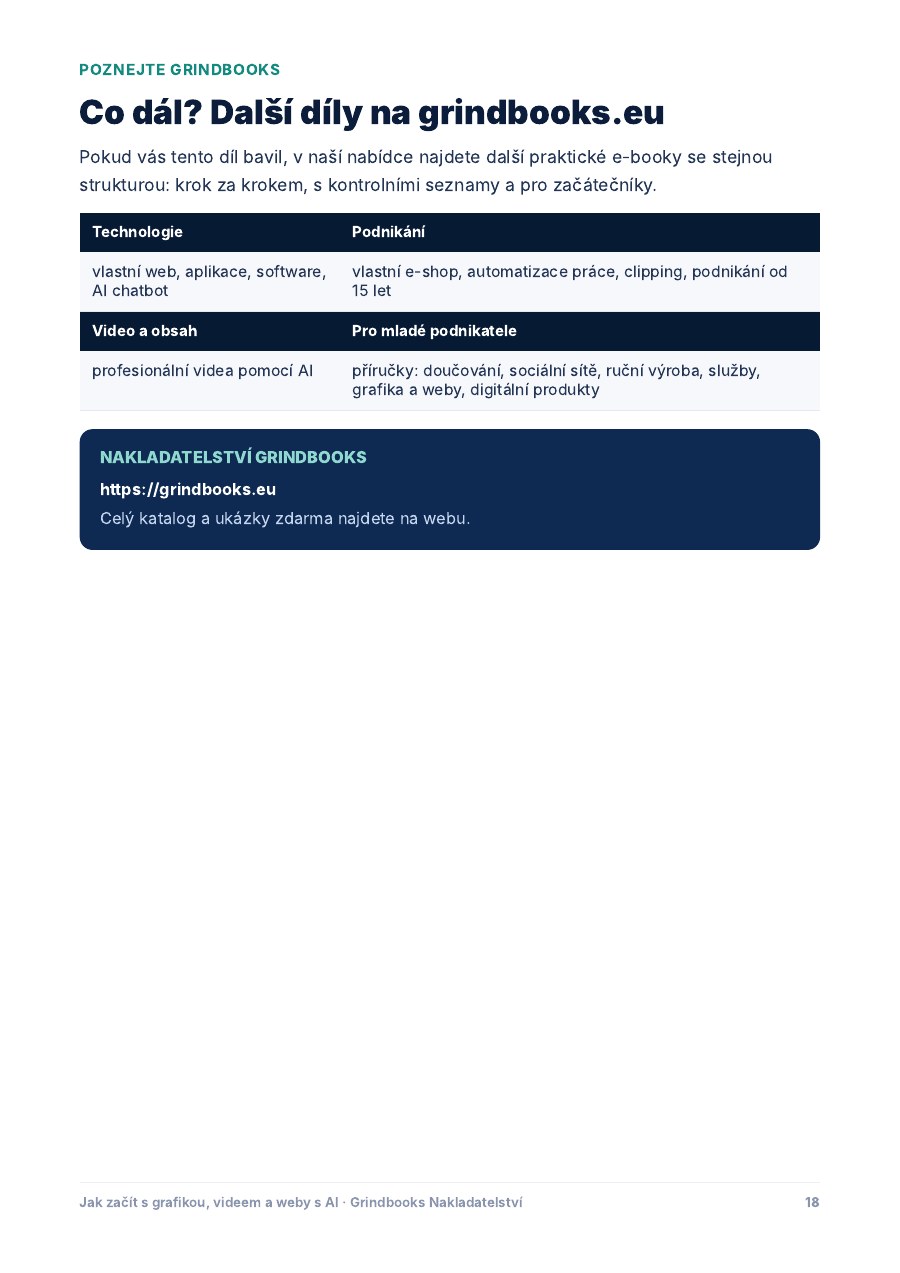 POZNEJTE GRINDBOOKS
Co dál? Další díly na grindbooks.eu
Pokud vás tento díl bavil, v naší nabídce najdete další praktické e-booky se stejnou
strukturou: krok za krokem, s kontrolními seznamy a pro začátečníky.
Technologie Podnikání
vlastní web, aplikace, software, vlastní e-shop, automatizace práce, clipping, podnikání od
AI chatbot 15 let
Video a obsah Pro mladé podnikatele
profesionální videa pomocí AI příručky: doučování, sociální sítě, ruční výroba, služby,
grafika a weby, digitální produkty
NAKLADATELSTVÍ GRINDBOOKS
https://grindbooks.eu
Celý katalog a ukázky zdarma najdete na webu.
Jak začít s grafikou, videem a weby s AI · Grindbooks Nakladatelství 18